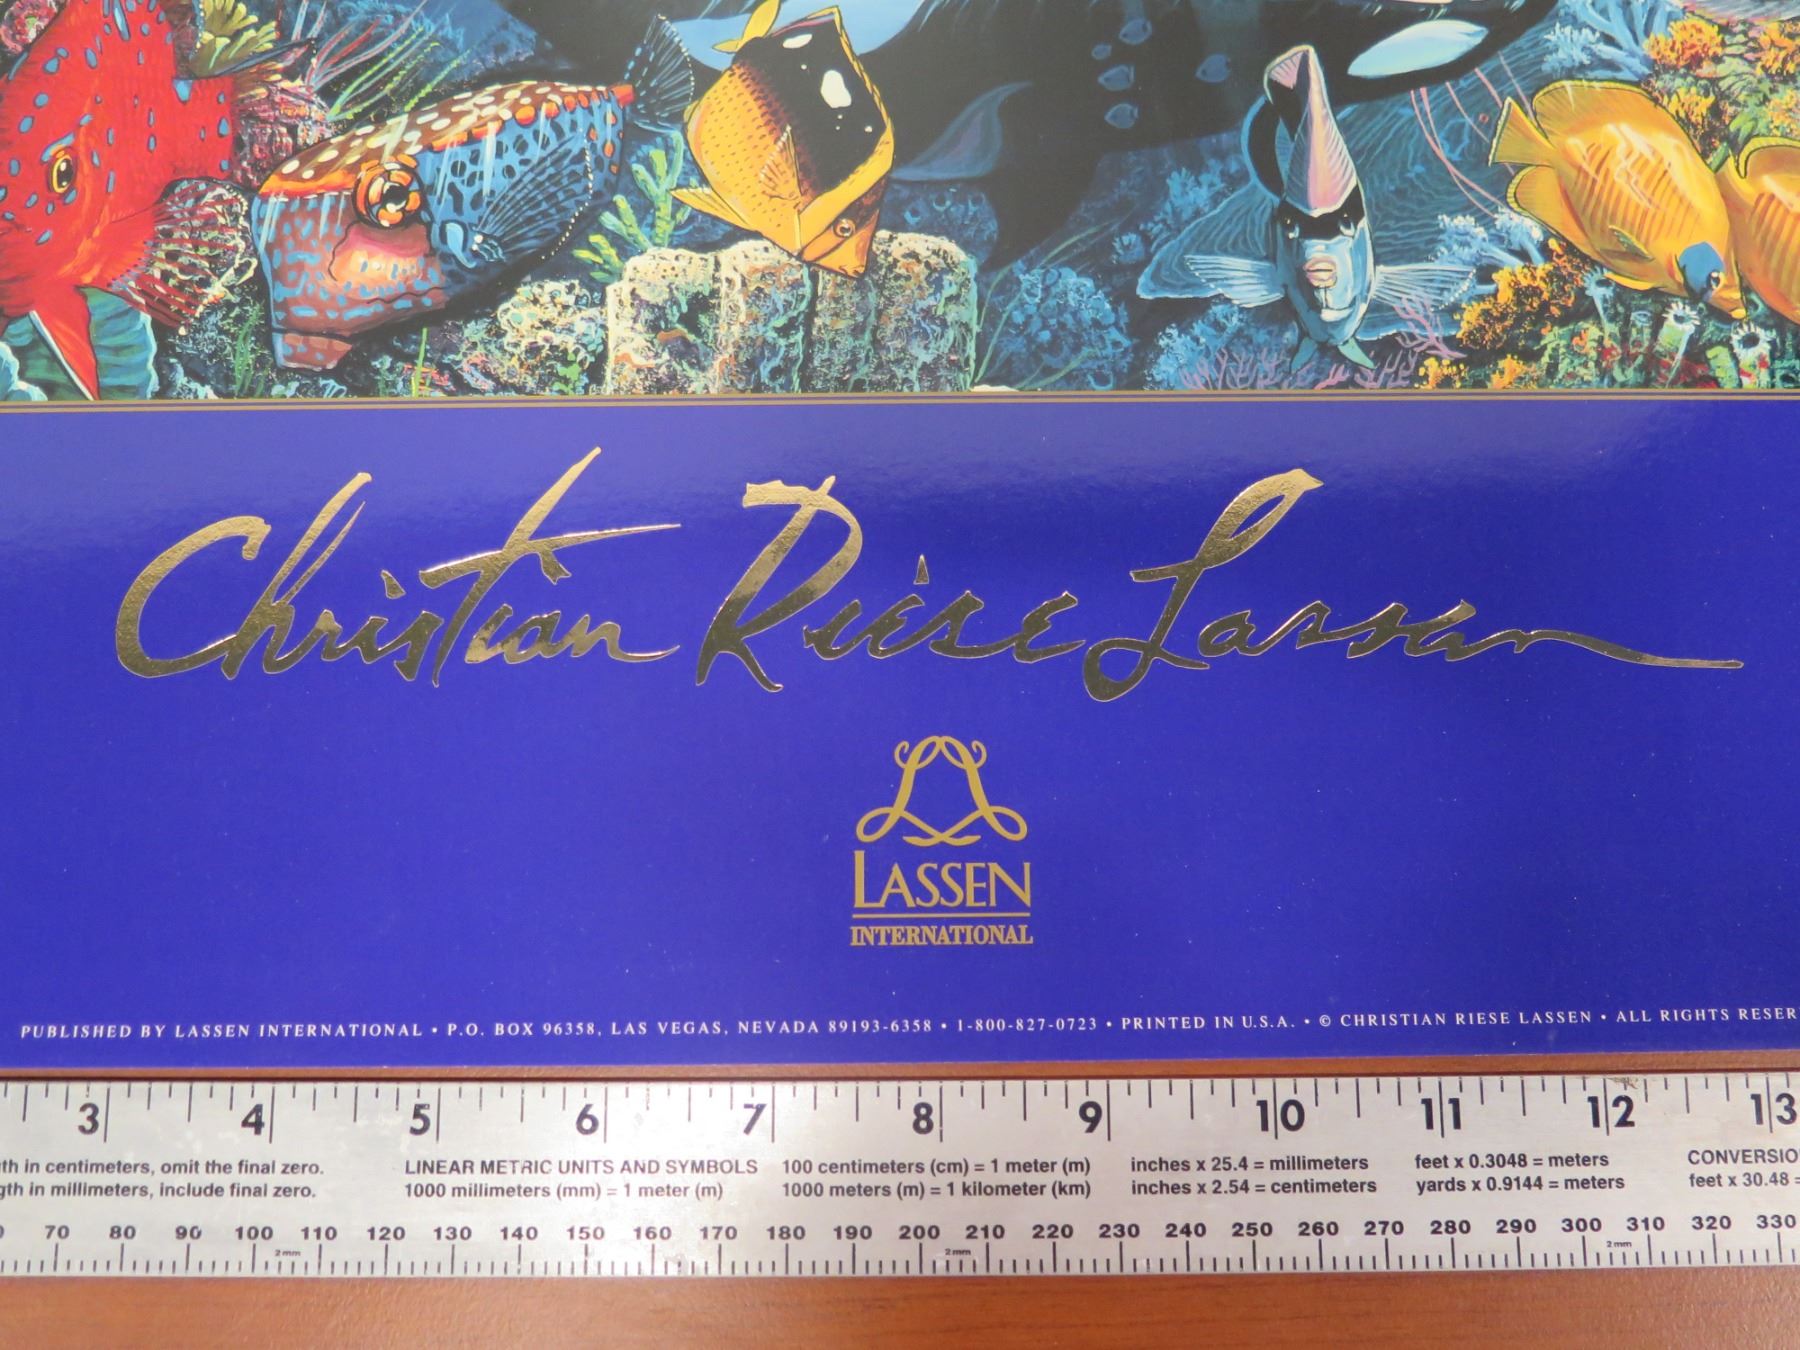 Christian Riese Lassen
LASSEN
INTERNATIONAL
PUBLISHED BY LASSEN INTERNATIONAL • P.O. BOX 96358, LAS VEGAS, NEVADA 89193-6358 • 1-800-827-0723 • PRINTED IN U.S.A. • © CHRISTIAN RIESE LASSEN • ALL RIGHTS RESER
3 4 5 6 7 8 9 10 11 12 13
th in centimeters, omit the final zero. LINEAR METRIC UNITS AND SYMBOLS 100 centimeters (cm) = 1 meter (m) inches x 25.4 = millimeters feet x 0.3048 = meters CONVERSIO
gth in millimeters, include final zero. 1000 millimeters (mm) = 1 meter (m) 1000 meters (m) = 1 kilometer (km) inches x 2.54 = centimeters yards x 0.9144 = meters feet x 30.48 =
70 80 90 100 110 120 130 140 150 160 170 180 190 200 210 220 230 240 250 260 270 280 290 300 310 320 330
2mm 2mm 2mm